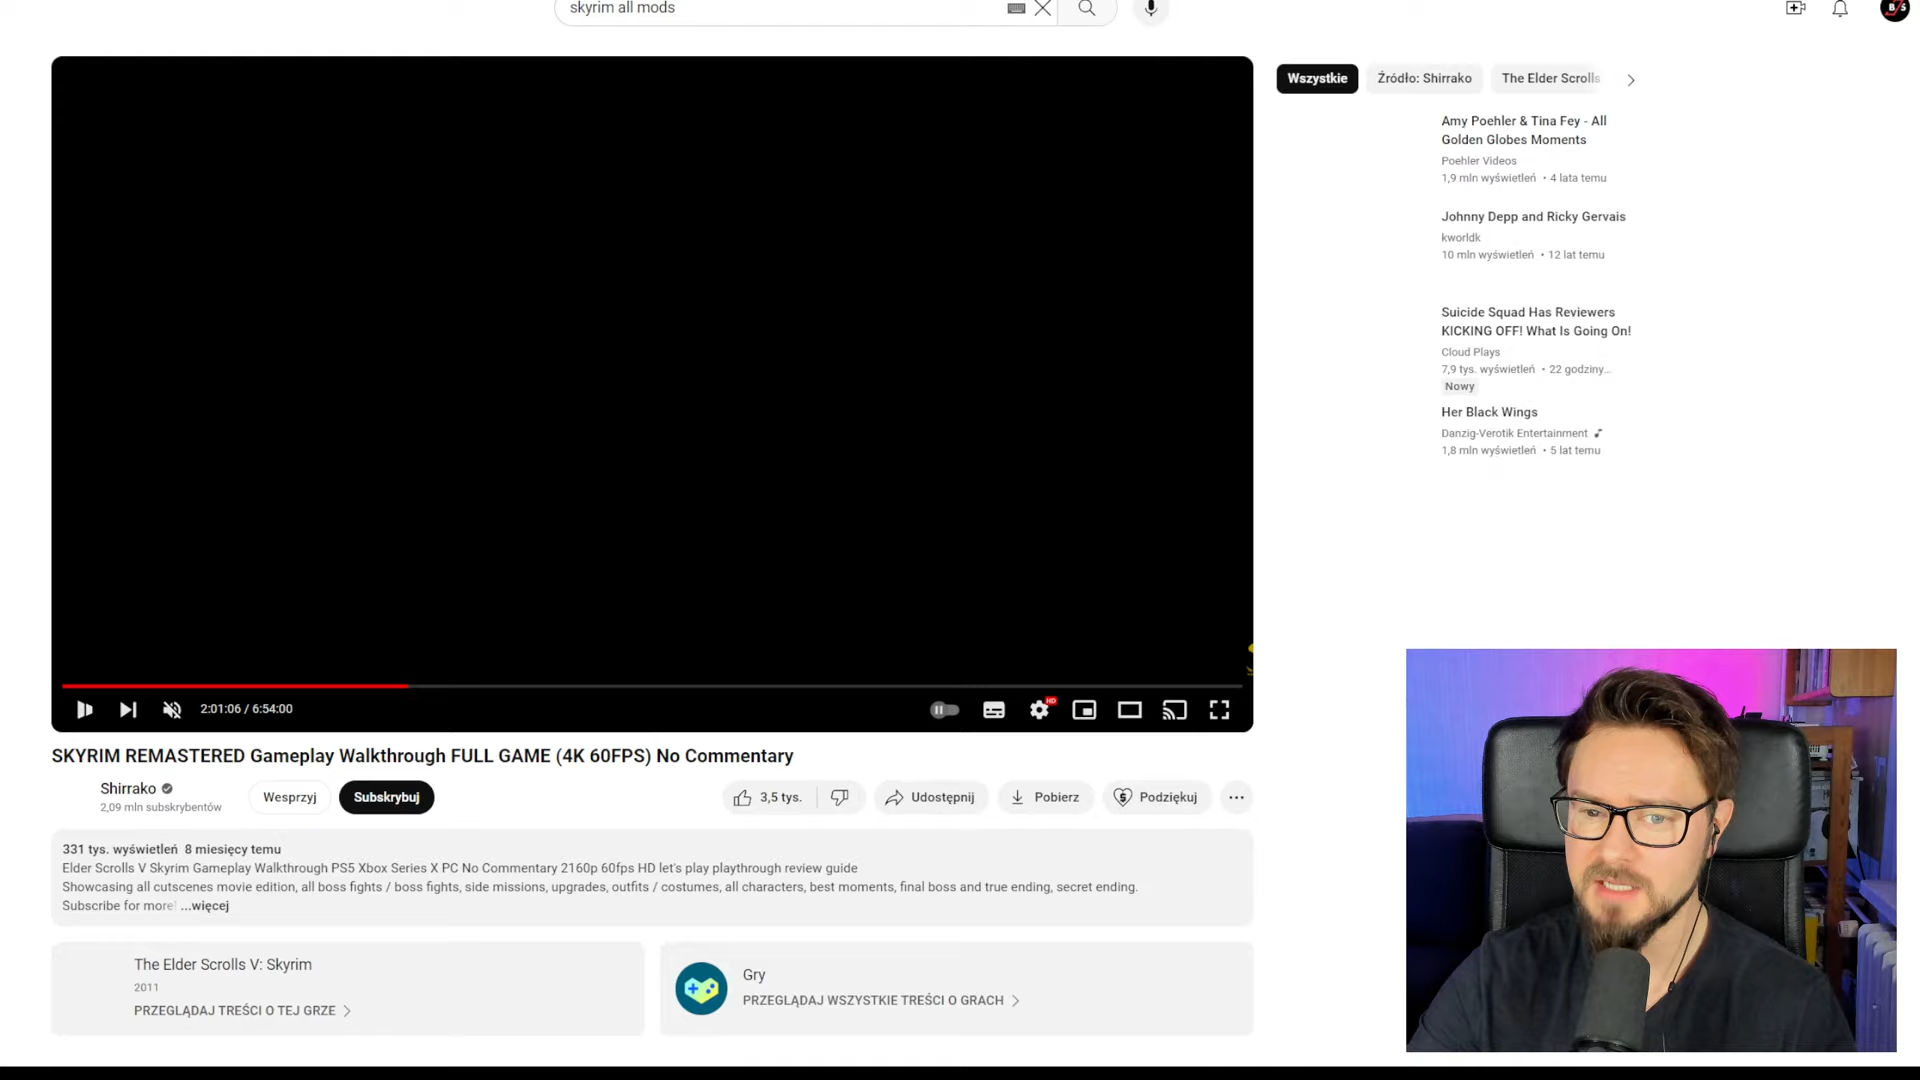 skyrim all mods
Wszystkie
Źródło: Shirrako
The Elder Scrolls
Amy Poehler & Tina Fey - All
Golden Globes Moments
Poehler Videos
1,9 mln wyświetleń • 4 lata temu
Johnny Depp and Ricky Gervais
kworldk
10 mln wyświetleń • 12 lat temu
Suicide Squad Has Reviewers
KICKING OFF! What Is Going On!
Cloud Plays
7,9 tys. wyświetleń • 22 godziny...
Nowy
Her Black Wings
Danzig-Verotik Entertainment
1,8 mln wyświetleń • 5 lat temu
HD
2:01:06 / 6:54:00
SKYRIM REMASTERED Gameplay Walkthrough FULL GAME (4K 60FPS) No Commentary
Shirrako
2,09 mln subskrybentów
Wesprzyj
Subskrybuj
3,5 tys.
Udostępnij
Pobierz
Podziękuj
331 tys. wyświetleń 8 miesięcy temu
Elder Scrolls V Skyrim Gameplay Walkthrough PS5 Xbox Series X PC No Commentary 2160p 60fps HD let's play playthrough review guide
Showcasing all cutscenes movie edition, all boss fights / boss fights, side missions, upgrades, outfits / costumes, all characters, best moments, final boss and true ending, secret ending.
Subscribe for more! ...więcej
The Elder Scrolls V: Skyrim
2011
PRZEGLĄDAJ TREŚCI O TEJ GRZE
Gry
PRZEGLĄDAJ WSZYSTKIE TREŚCI O GRACH